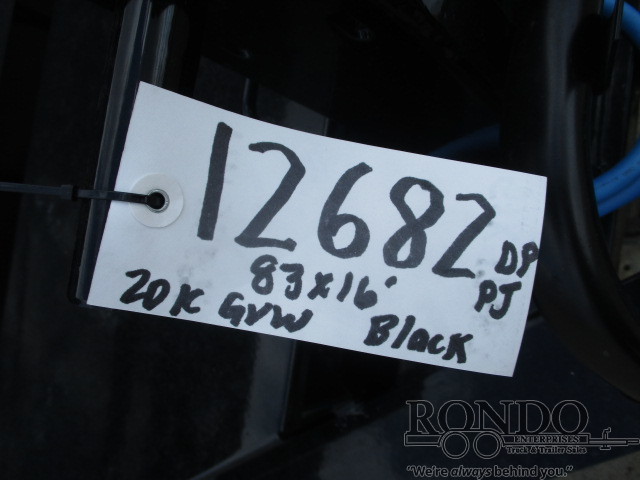 12682 DP
83x16' PJ
20K GVW Black
RONDO
ENTERPRISES
Truck & Trailer Sales
"We're always behind you."